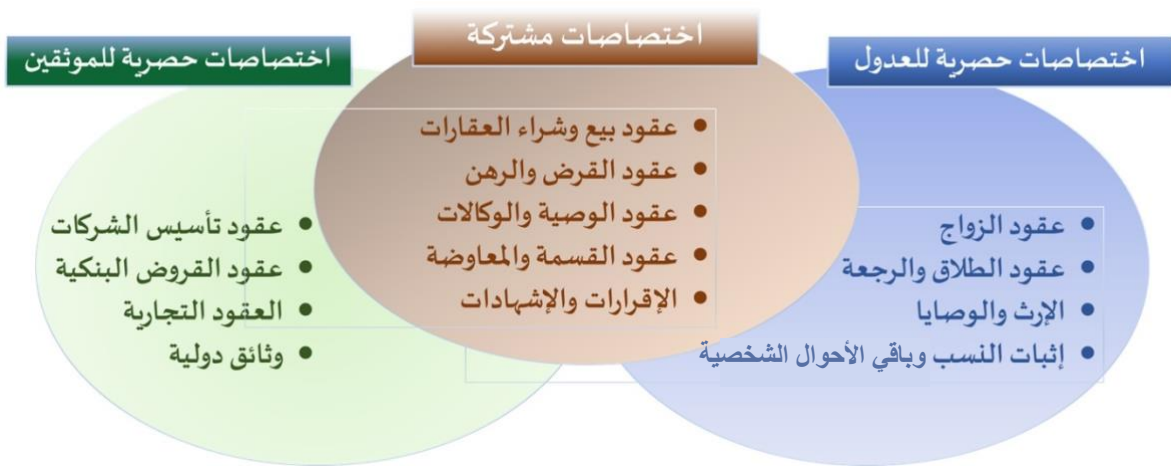 اختصاصات حصرية للعدول
عقود الزواج
عقود الطلاق والرجعة
الإرث والوصايا
إثبات النسب وباقي الأحوال الشخصية
اختصاصات مشتركة
عقود بيع وشراء العقارات
عقود القرض والرهن
عقود الوصية والوكالات
عقود القسمة والمعاوضة
الإقرارات والإشهادات
اختصاصات حصرية للموثقين
عقود تأسيس الشركات
عقود القروض البنكية
العقود التجارية
وثائق دولية